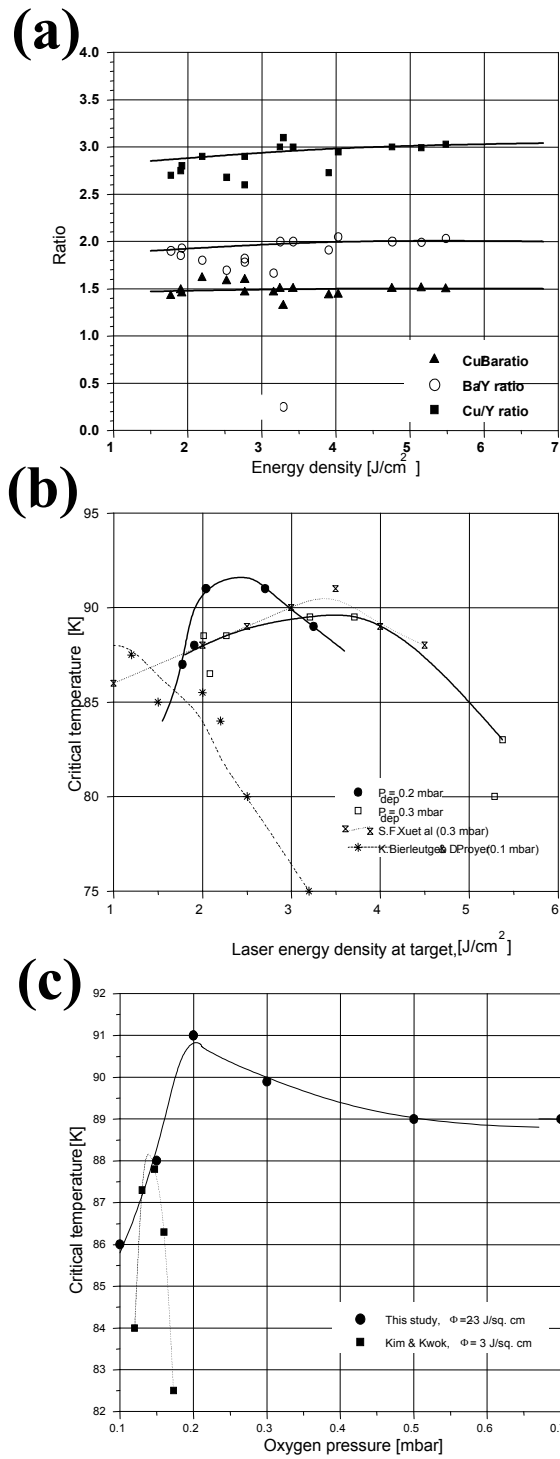 (a)
4.0
3.5
3.0
2.5
2.0
1.5
1.0
0.5
0.0
Ratio
CuBaratio
Ba/Y ratio
Cu/Y ratio
1 2 3 4 5 6 7
Energy density [J/cm2 ]
(b)
95
90
85
80
75
Critical temperature [K]
Pdep = 0.2 mbar
Pdep = 0.3 mbar
S.F.Xuet al (0.3 mbar)
K.Bierleutgeb& D.Proyer(0.1 mbar)
1 2 3 4 5 6
Laser energy density at target,[J/cm2]
(c)
92
91
90
89
88
87
86
85
84
83
82
Critical temperature[K]
This study, Φ=23 J/sq. cm
Kim & Kwok, Φ= 3 J/sq. cm
0.1 0.2 0.3 0.4 0.5 0.6 0.7
Oxygen pressure [mbar]